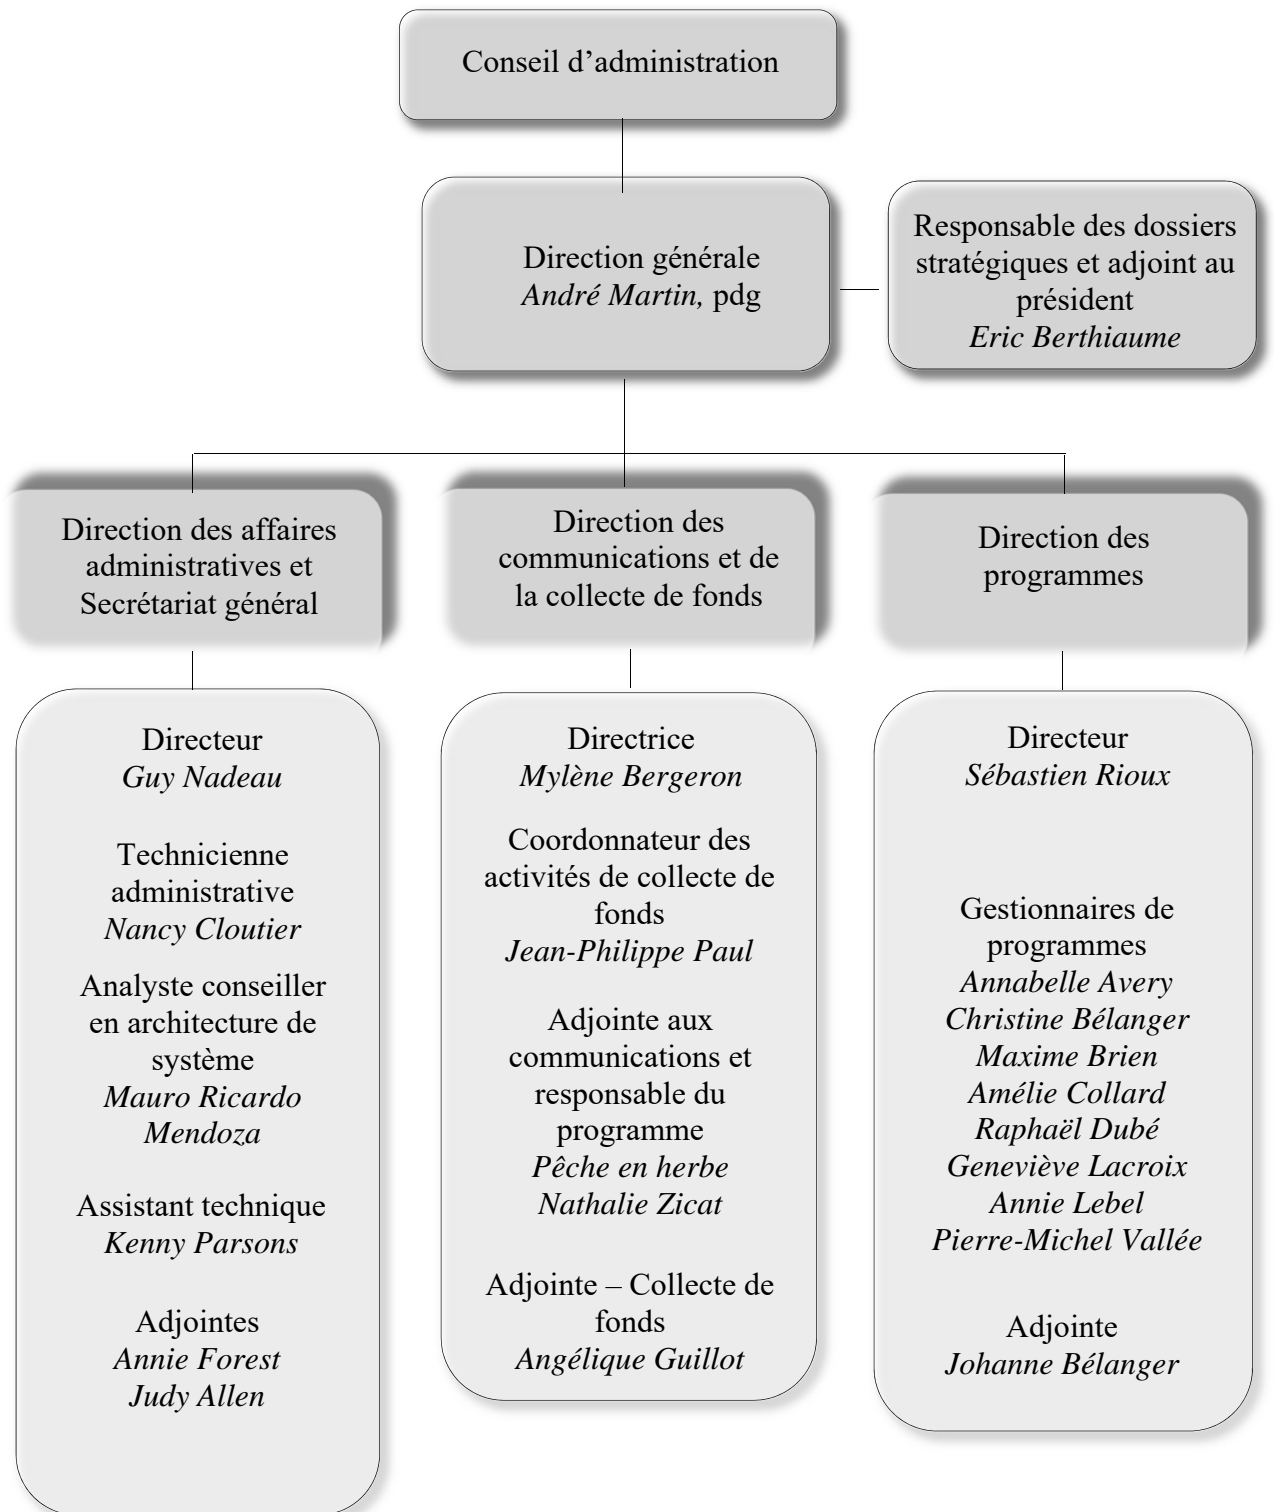 Conseil d’administration
Direction générale
André Martin, pdg
Responsable des dossiers
stratégiques et adjoint au
président
Eric Berthiaume
Direction des affaires
administratives et
Secrétariat général
Direction des
communications et de
la collecte de fonds
Direction des
programmes
Directeur
Guy Nadeau
Technicienne
administrative
Nancy Cloutier
Analyste conseiller
en architecture de
système
Mauro Ricardo
Mendoza
Assistant technique
Kenny Parsons
Adjointes
Annie Forest
Judy Allen
Directrice
Mylène Bergeron
Coordonnateur des
activités de collecte de
fonds
Jean-Philippe Paul
Adjointe aux
communications et
responsable du
programme
Pêche en herbe
Nathalie Zicat
Adjointe – Collecte de
fonds
Angélique Guillot
Directeur
Sébastien Rioux
Gestionnaires de
programmes
Annabelle Avery
Christine Bélanger
Maxime Brien
Amélie Collard
Raphaël Dubé
Geneviève Lacroix
Annie Lebel
Pierre-Michel Vallée
Adjointe
Johanne Bélanger